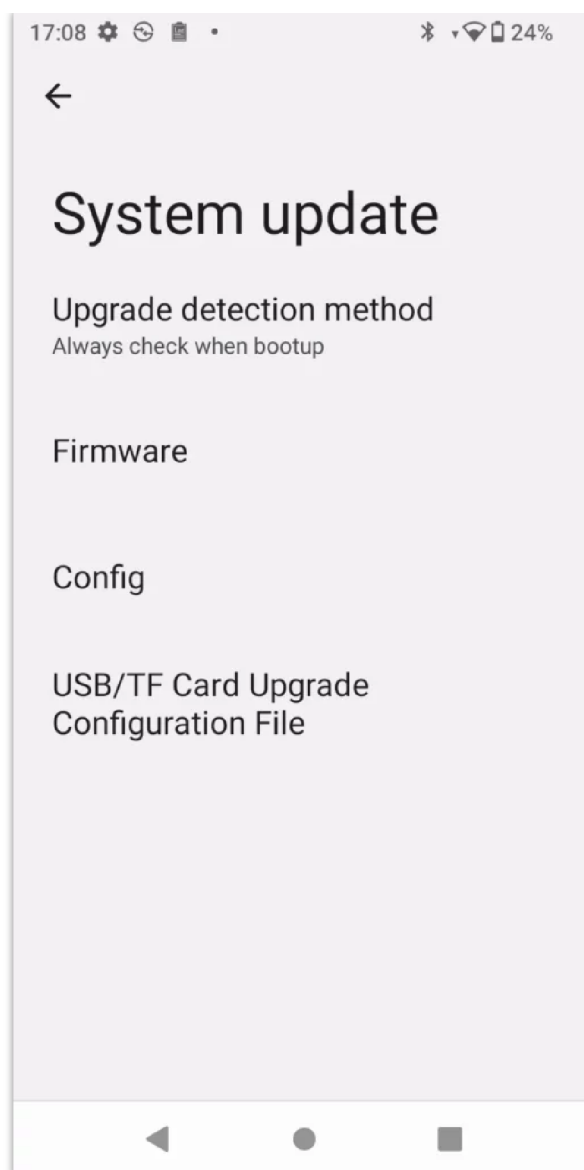 17:08 24%
System update
Upgrade detection method
Always check when bootup
Firmware
Config
USB/TF Card Upgrade
Configuration File